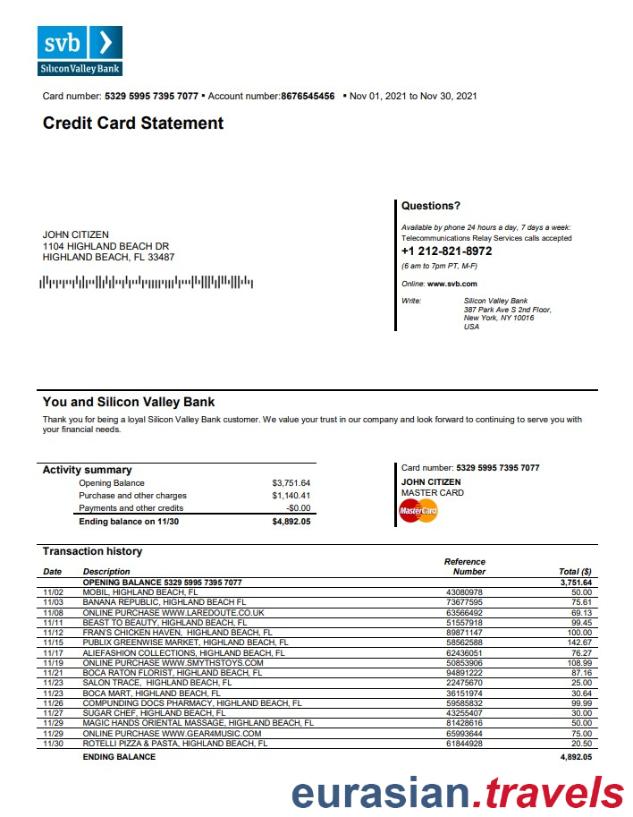 svb
Silicon Valley Bank
Card number: 5329 5995 7395 7077 ▪ Account number:8676545456 ▪ Nov 01, 2021 to Nov 30, 2021
Credit Card Statement
Questions?
Available by phone 24 hours a day, 7 days a week:
Telecommunications Relay Services calls accepted
+1 212-821-8972
(6 am to 7pm PT, M-F)
Online: www.svb.com
Write: Silicon Valley Bank
387 Park Ave S 2nd Floor,
New York, NY 10016
USA
JOHN CITIZEN
1104 HIGHLAND BEACH DR
HIGHLAND BEACH, FL 33487
You and Silicon Valley Bank
Thank you for being a loyal Silicon Valley Bank customer. We value your trust in our company and look forward to continuing to serve you with
your financial needs.
Activity summary
Opening Balance $3,751.64
Purchase and other charges $1,140.41
Payments and other credits -$0.00
Ending balance on 11/30 $4,892.05
Card number: 5329 5995 7395 7077
JOHN CITIZEN
MASTER CARD
MasterCard
Transaction history
Date Description Reference Number Total ($)
OPENING BALANCE 5329 5995 7395 7077 3,751.64
11/02 MOBIL, HIGHLAND BEACH, FL 43080978 50.00
11/03 BANANA REPUBLIC, HIGHLAND BEACH FL 73677595 75.61
11/08 ONLINE PURCHASE WWW.LAREDOUTE.CO.UK 63566492 69.13
11/11 BEAST TO BEAUTY, HIGHLAND BEACH, FL 51557918 99.45
11/12 FRAN'S CHICKEN HAVEN, HIGHLAND BEACH, FL 89871147 100.00
11/15 PUBLIX GREENWISE MARKET, HIGHLAND BEACH, FL 58562588 142.67
11/17 ALIEFASHION COLLECTIONS, HIGHLAND BEACH, FL 62436051 76.27
11/19 ONLINE PURCHASE WWW.SMYTHSTOYS.COM 50853906 108.99
11/21 BOCA RATON FLORIST, HIGHLAND BEACH, FL 94891222 87.16
11/23 SALON TRACE, HIGHLAND BEACH, FL 22475670 25.00
11/23 BOCA MART, HIGHLAND BEACH, FL 36151974 30.64
11/26 COMPUNDING DOCS PHARMACY, HIGHLAND BEACH, FL 59585832 99.99
11/27 SUGAR CHEF, HIGHLAND BEACH, FL 43255407 30.00
11/29 MAGIC HANDS ORIENTAL MASSAGE, HIGHLAND BEACH, FL 81428616 50.00
11/29 ONLINE PURCHASE WWW.GEAR4MUSIC.COM 65993644 75.00
11/30 ROTELLI PIZZA & PASTA, HIGHLAND BEACH, FL 61844928 20.50
ENDING BALANCE 4,892.05
eurasian.travels